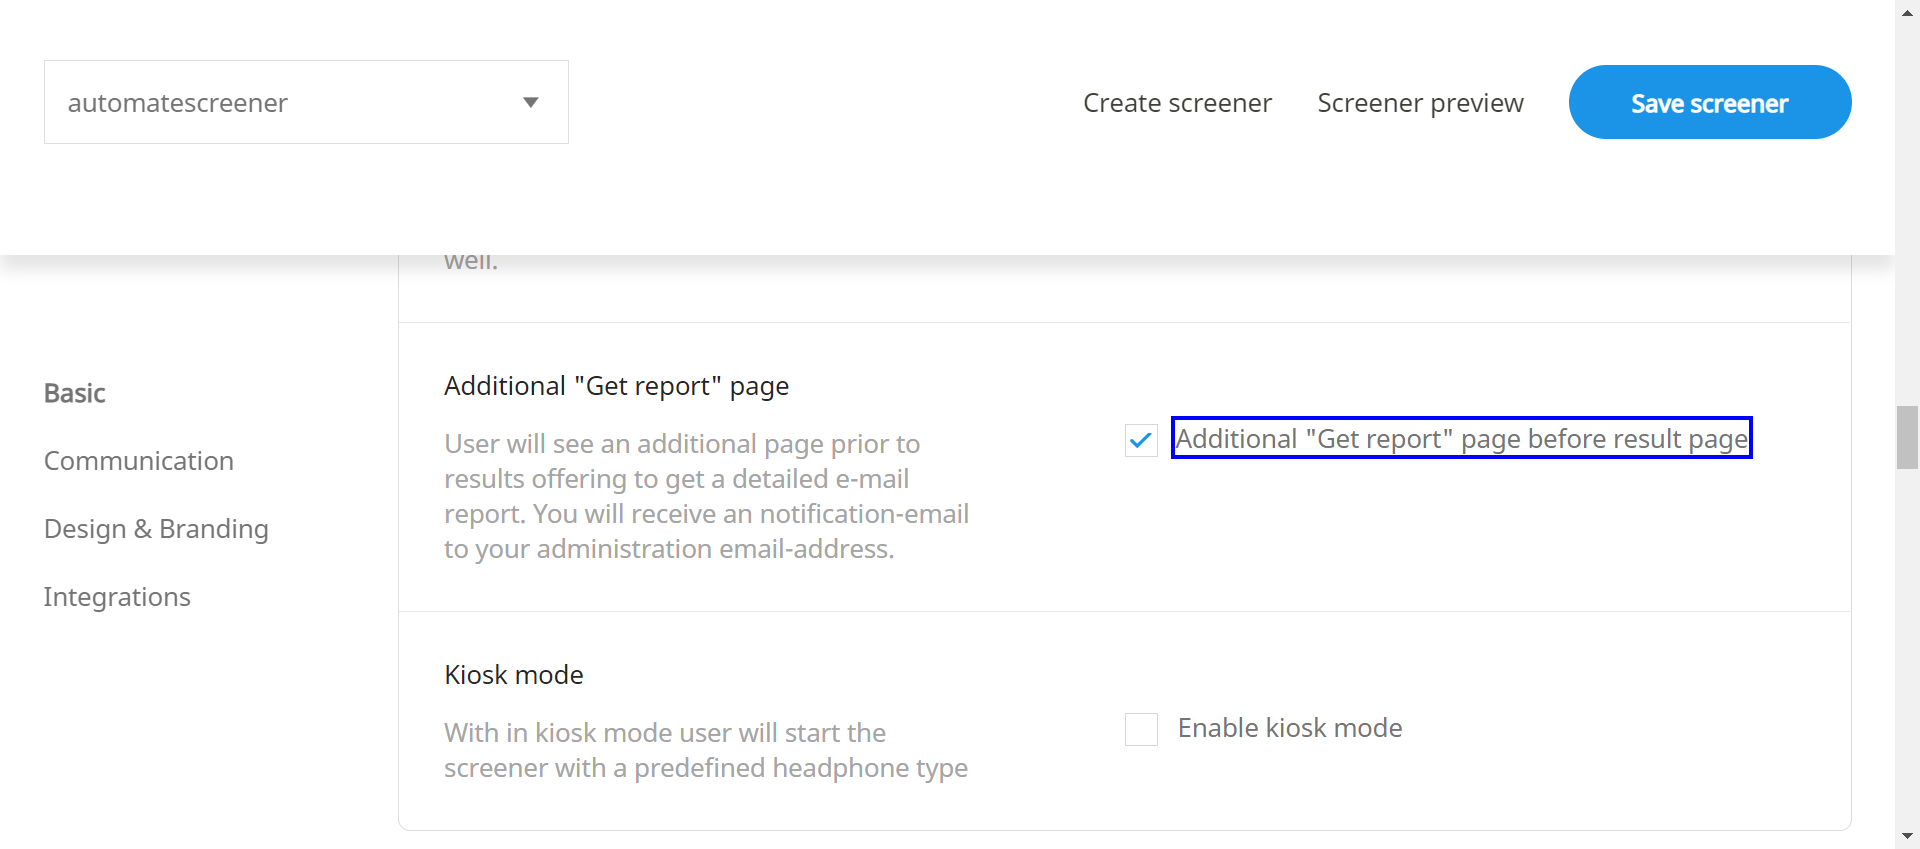 automatescreener
Create screener
Screener preview
Save screener
well.
Basic
Communication
Design & Branding
Integrations
Additional "Get report" page
User will see an additional page prior to
results offering to get a detailed e-mail
report. You will receive an notification-email
to your administration email-address.
Additional "Get report" page before result page
Kiosk mode
With in kiosk mode user will start the
screener with a predefined headphone type
Enable kiosk mode